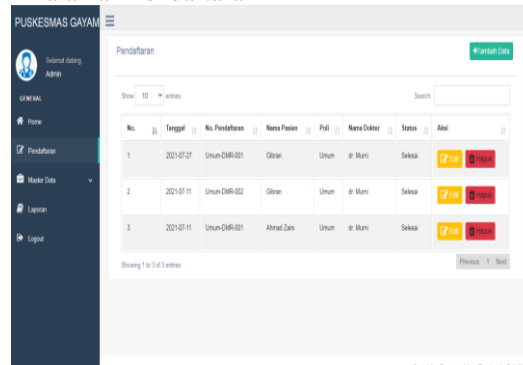 PUSKESMAS GAYAM
Selamat datang,
Admin
GENERAL
Home
Pendaftaran
Master Data
Laporan
Logout
Pendaftaran
+Tambah Data
Show 10 entries
Search:
No. Tanggal No. Pendaftaran Nama Pasien Poli Nama Dokter Status Aksi
1 2021-07-27 Umum-DMR-001 Gibran Umum dr. Murni Selesai Edit Hapus
2 2021-07-11 Umum-DMR-002 Gibran Umum dr. Murni Selesai Edit Hapus
3 2021-07-11 Umum-DMR-001 Ahmad Zaini Umum dr. Murni Selesai Edit Hapus
Showing 1 to 3 of 3 entries
Previous 1 Next